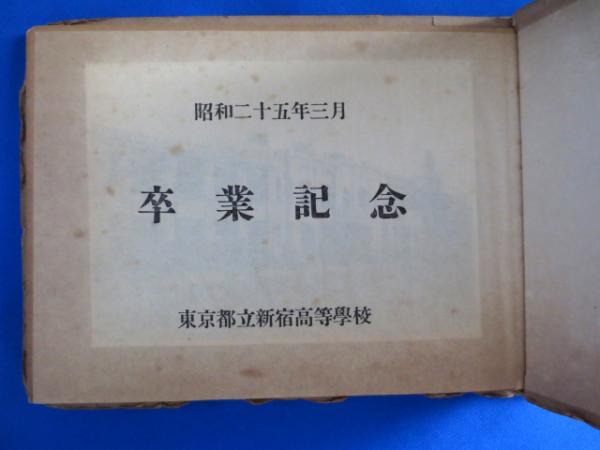 昭和二十五年三月
卒業記念
東京都立新宿高等學校